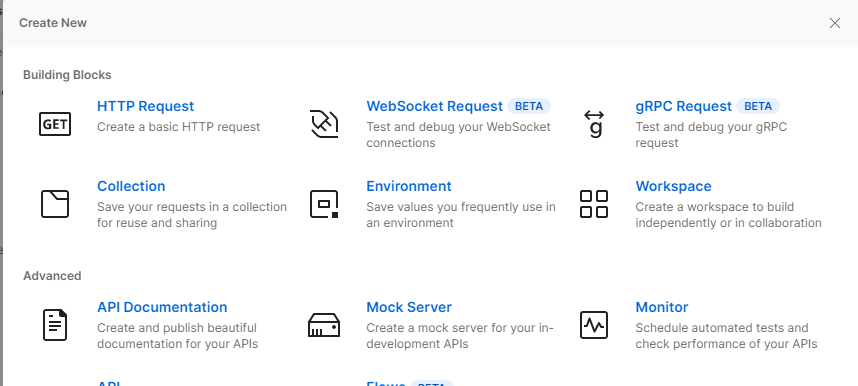 Create New
Building Blocks
GET
HTTP Request
Create a basic HTTP request
WebSocket Request BETA
Test and debug your WebSocket
connections
g
gRPC Request BETA
Test and debug your gRPC
request
Collection
Save your requests in a collection
for reuse and sharing
Environment
Save values you frequently use in
an environment
Workspace
Create a workspace to build
independently or in collaboration
Advanced
API Documentation
Create and publish beautiful
documentation for your APIs
Mock Server
Create a mock server for your in-
development APIs
Monitor
Schedule automated tests and
check performance of your APIs
API
Flows BETA